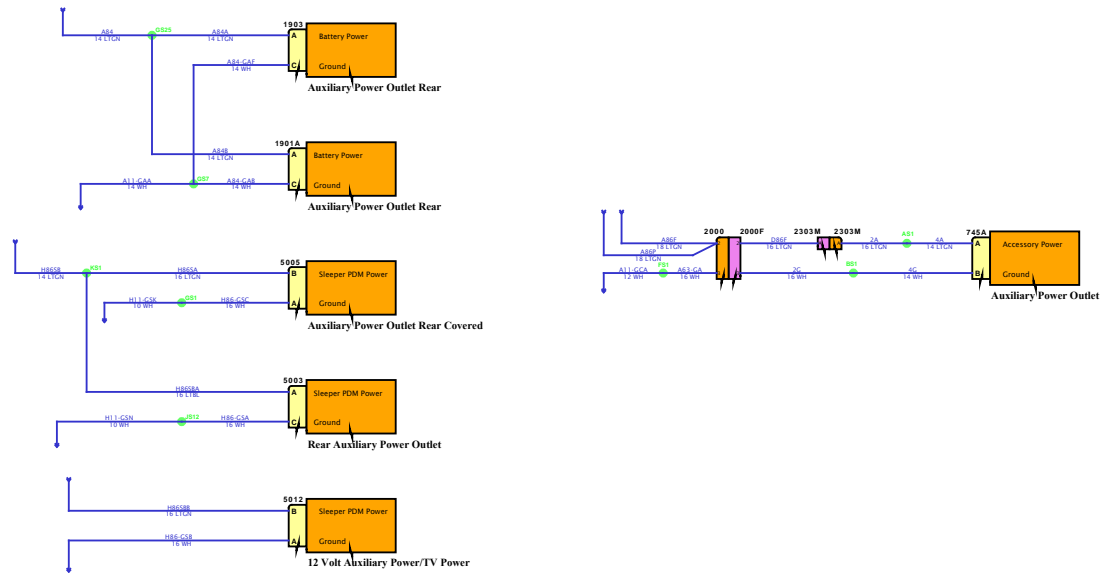 1903
A84
GS25
A84A
14 LTGN
14 LTGN
A
Battery Power
A84-GAF
14 WH
C
Ground
Auxiliary Power Outlet Rear
1901A
A84B
14 LTGN
A
Battery Power
A11-GAA
14 WH
GS7
A84-GAB
14 WH
C
Ground
Auxiliary Power Outlet Rear
5005
H86SB
14 LTGN
KS1
H86SA
16 LTGN
B
Sleeper PDM Power
H11-GSK
10 WH
H86-GSC
16 WH
A
Ground
Auxiliary Power Outlet Rear Covered
5003
H86SBA
16 LTBL
A
Sleeper PDM Power
H11-GSN
10 WH
JS12
H86-GSA
16 WH
C
Ground
Rear Auxiliary Power Outlet
5012
H86SBB
16 LTGN
B
Sleeper PDM Power
H86-GSB
16 WH
A
Ground
12 Volt Auxiliary Power/TV Power
2000
2000F
2303M
2303M
745A
A86F
18 LTGN
A86P
18 LTGN
D86F
16 LTGN
2A
16 LTGN
AS1
4A
14 LTGN
A
Accessory Power
A11-GCA
12 WH
A63-GA
16 WH
2G
16 WH
4G
14 WH
B
Ground
Auxiliary Power Outlet